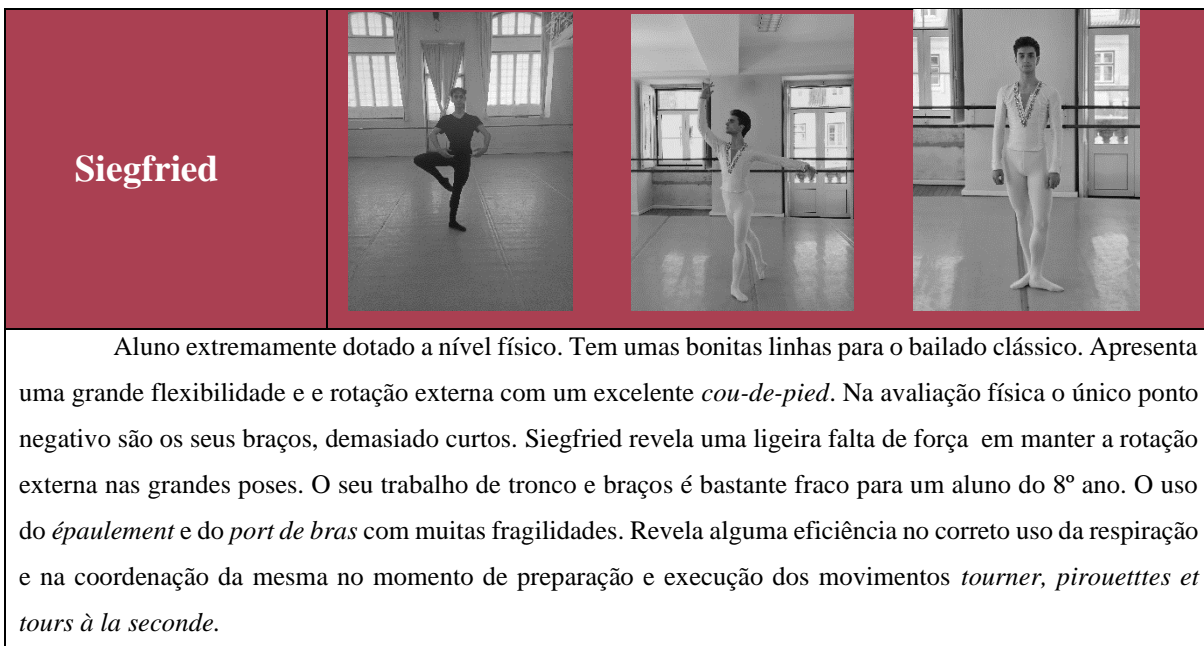 Siegfried
Aluno extremamente dotado a nível físico. Tem umas bonitas linhas para o bailado clássico. Apresenta
uma grande flexibilidade e e rotação externa com um excelente cou-de-pied. Na avaliação física o único ponto
negativo são os seus braços, demasiado curtos. Siegfried revela uma ligeira falta de força em manter a rotação
externa nas grandes poses. O seu trabalho de tronco e braços é bastante fraco para um aluno do 8º ano. O uso
do épaulement e do port de bras com muitas fragilidades. Revela alguma eficiência no correto uso da respiração
e na coordenação da mesma no momento de preparação e execução dos movimentos tourner, pirouetttes et
tours à la seconde.